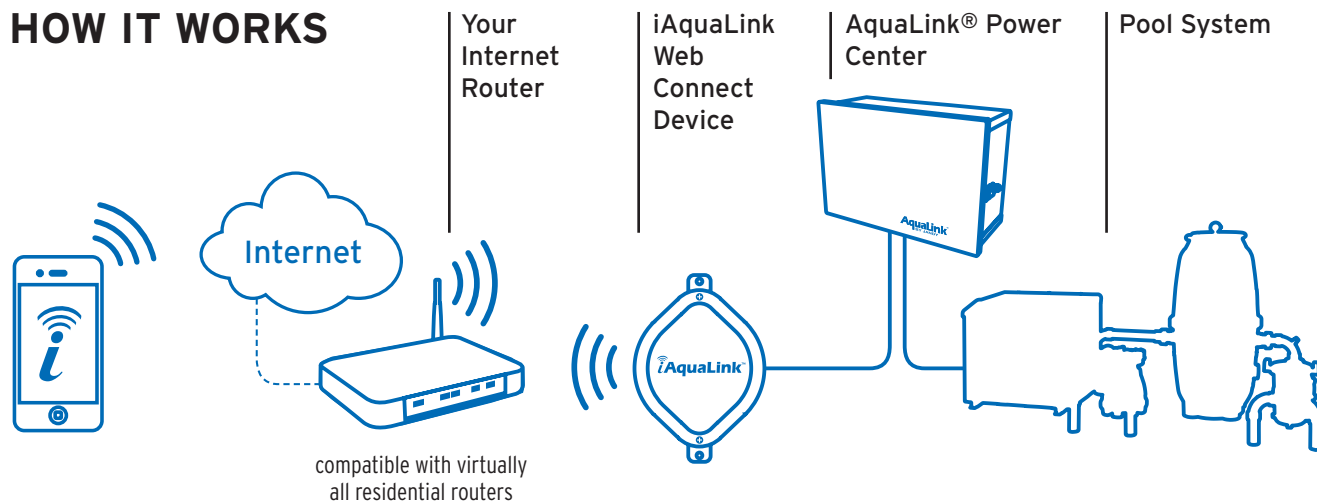 HOW IT WORKS
Your
Internet
Router
iAquaLink
Web
Connect
Device
AquaLink® Power
Center
Pool System
Internet
i
iAquaLink™
AquaLink
compatible with virtually
all residential routers